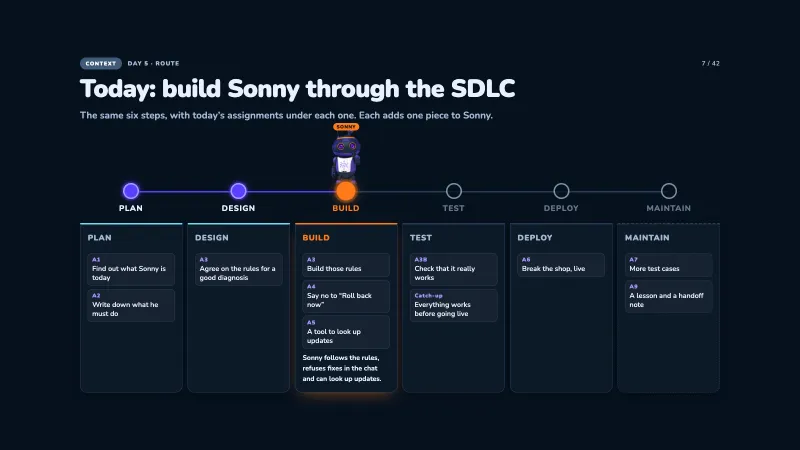 CONTEXT
DAY 5 · ROUTE
7 / 42
Today: build Sonny through the SDLC
The same six steps, with today's assignments under each one. Each adds one piece to Sonny.
SONNY
PLAN
DESIGN
BUILD
TEST
DEPLOY
MAINTAIN
PLAN
A1
Find out what Sonny is
today
A2
Write down what he
must do
DESIGN
A3
Agree on the rules for a
good diagnosis
BUILD
A3
Build those rules
A4
Say no to "Roll back
now"
A5
A tool to look up
updates
Sonny follows the rules,
refuses fixes in the chat
and can look up updates.
TEST
A3B
Check that it really
works
Catch-up
Everything works
before going live
DEPLOY
A6
Break the shop, live
MAINTAIN
A7
More test cases
A9
A lesson and a handoff
note